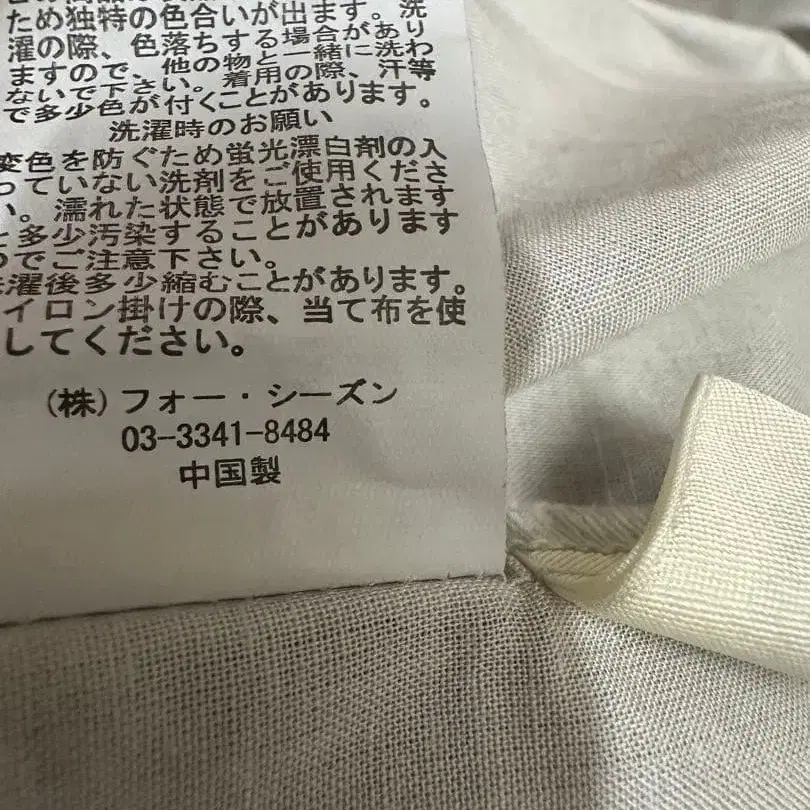 ため独特の色合いが出ます。洗
濯の際、色落ちする場合があり
ますので、他の物と一緒に洗わ
ないで下さい。着用の際、汗等
で多少色が付くことがあります。
洗濯時のお願い
変色を防ぐため蛍光漂白剤の入
っていない洗剤をご使用くださ
い。濡れた状態で放置されます
と多少汚染することがあります
のでご注意下さい。
濯後多少縮むことがあります。
イロン掛けの際、当て布を使
してください。
(株)フォー・シーズン
03-3341-8484
中国製